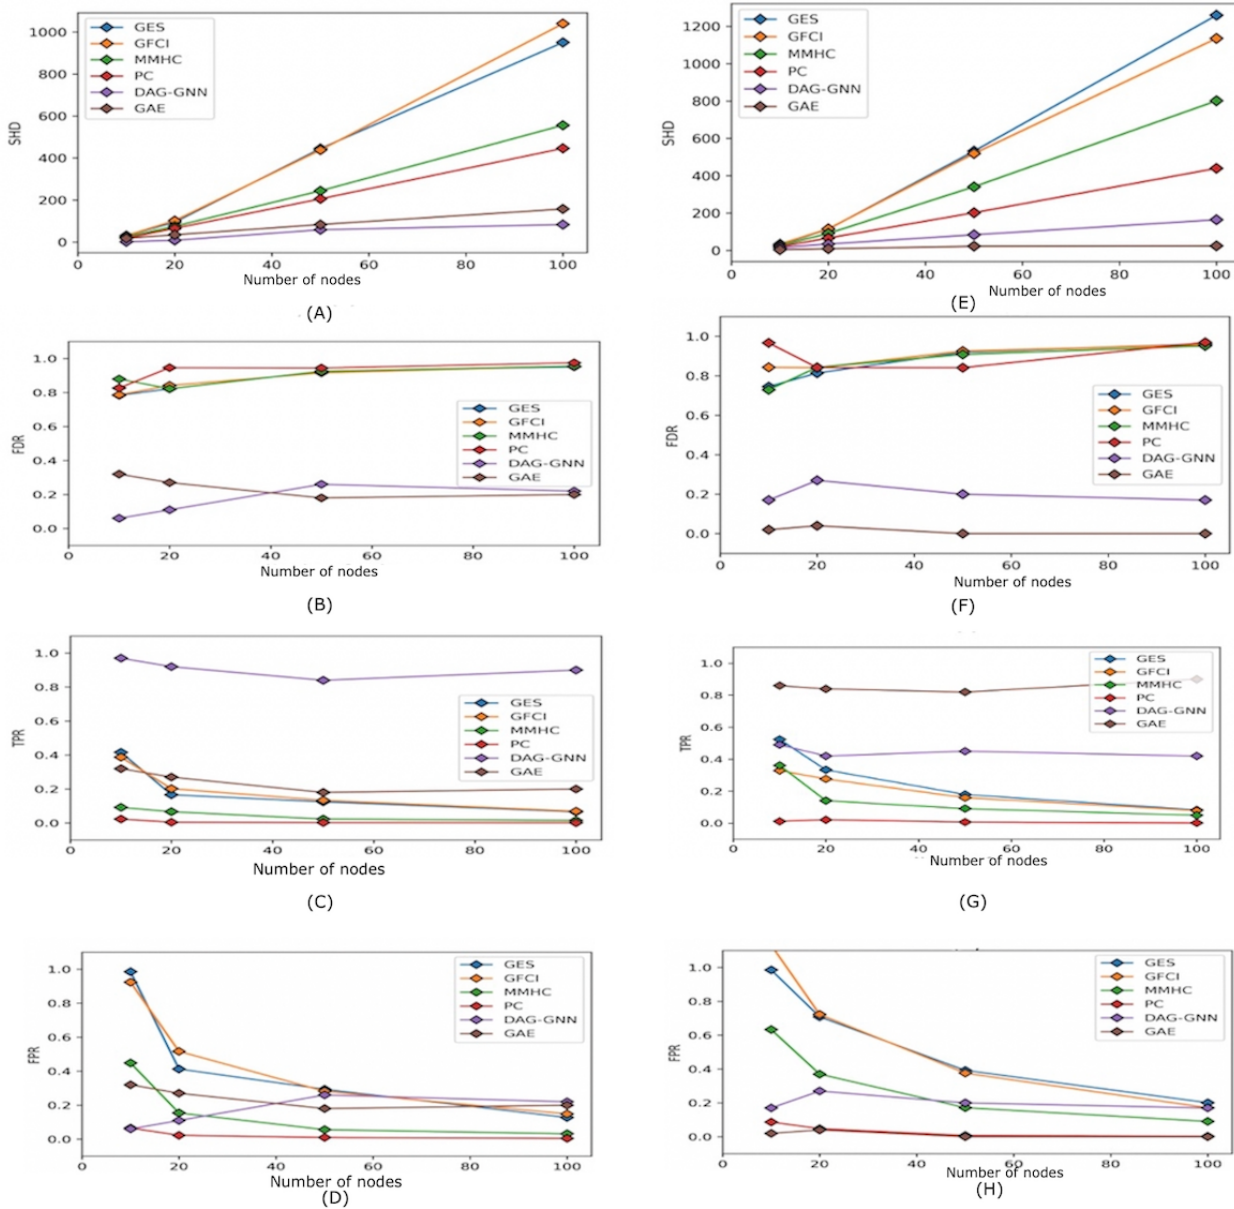 GES
GFCI
MMHC
PC
DAG-GNN
GAE
1000
800
600
400
200
0
SHD
0 20 40 60 80 100
Number of nodes
(A)
GES
GFCI
MMHC
PC
DAG-GNN
GAE
1200
1000
800
600
400
200
0
SHD
0 20 40 60 80 100
Number of nodes
(E)
1.0
0.8
0.6
0.4
0.2
0.0
FDR
GES
GFCI
MMHC
PC
DAG-GNN
GAE
0 20 40 60 80 100
Number of nodes
(B)
1.0
0.8
0.6
0.4
0.2
0.0
FDR
GES
GFCI
MMHC
PC
DAG-GNN
GAE
0 20 40 60 80 100
Number of nodes
(F)
1.0
0.8
0.6
0.4
0.2
0.0
TPR
GES
GFCI
MMHC
PC
DAG-GNN
GAE
0 20 40 60 80 100
Number of nodes
(C)
1.0
0.8
0.6
0.4
0.2
0.0
TPR
GES
GFCI
MMHC
PC
DAG-GNN
GAE
0 20 40 60 80 100
Number of nodes
(G)
1.0
0.8
0.6
0.4
0.2
0.0
FPR
GES
GFCI
MMHC
PC
DAG-GNN
GAE
0 20 40 60 80 100
Number of nodes
(D)
1.0
0.8
0.6
0.4
0.2
0.0
FPR
GES
GFCI
MMHC
PC
DAG-GNN
GAE
0 20 40 60 80 100
Number of nodes
(H)